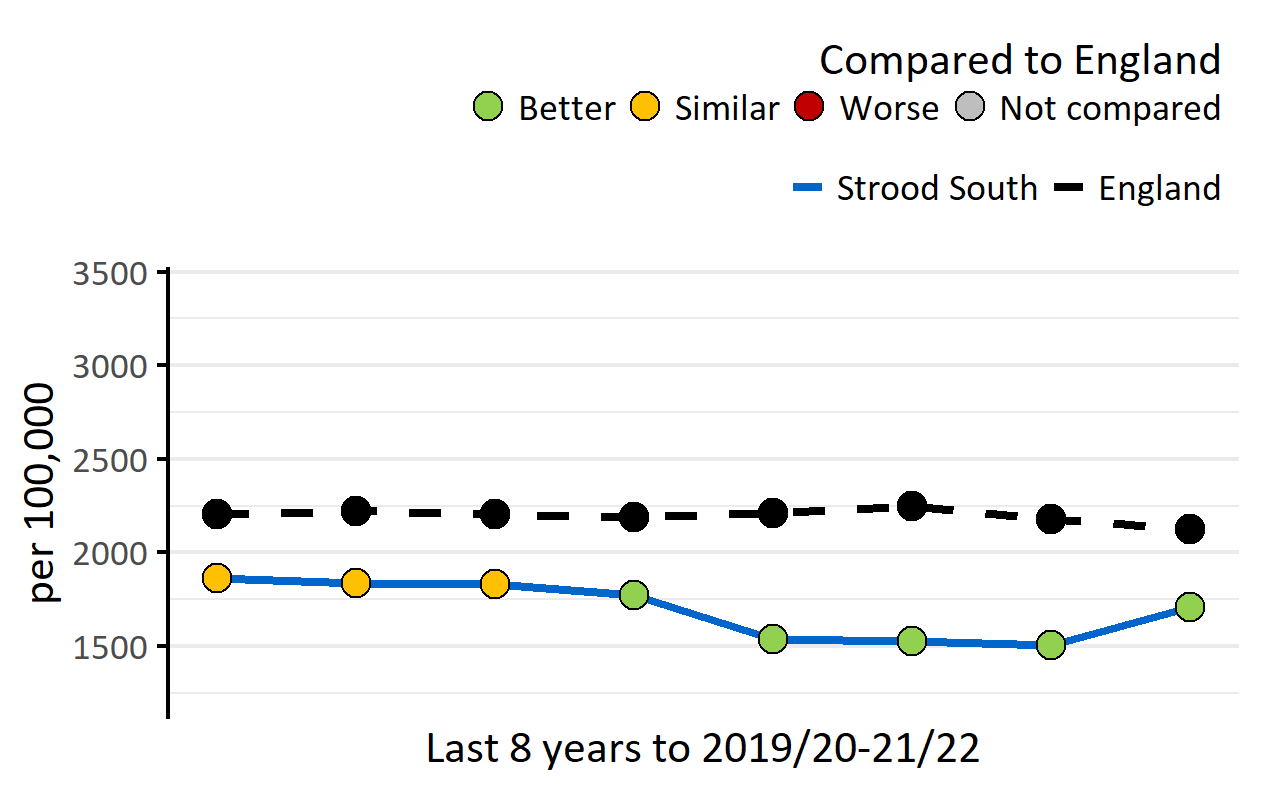 Compared to England
Better Similar Worse Not compared
Strood South England
3500
3000
2500
2000
1500
per 100,000
Last 8 years to 2019/20-21/22